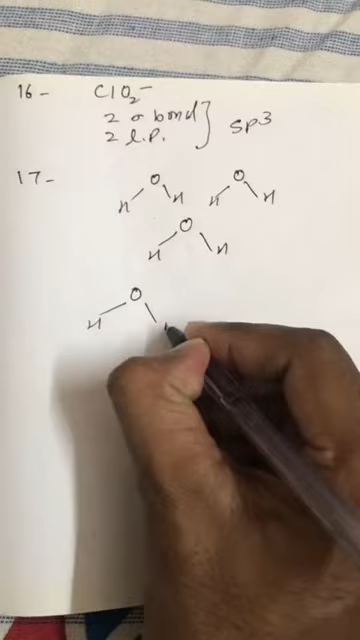 16- ClO2-
2 σ bond
2 l.p. } sp3
17-
O O
H H H H
O
H H
O
H